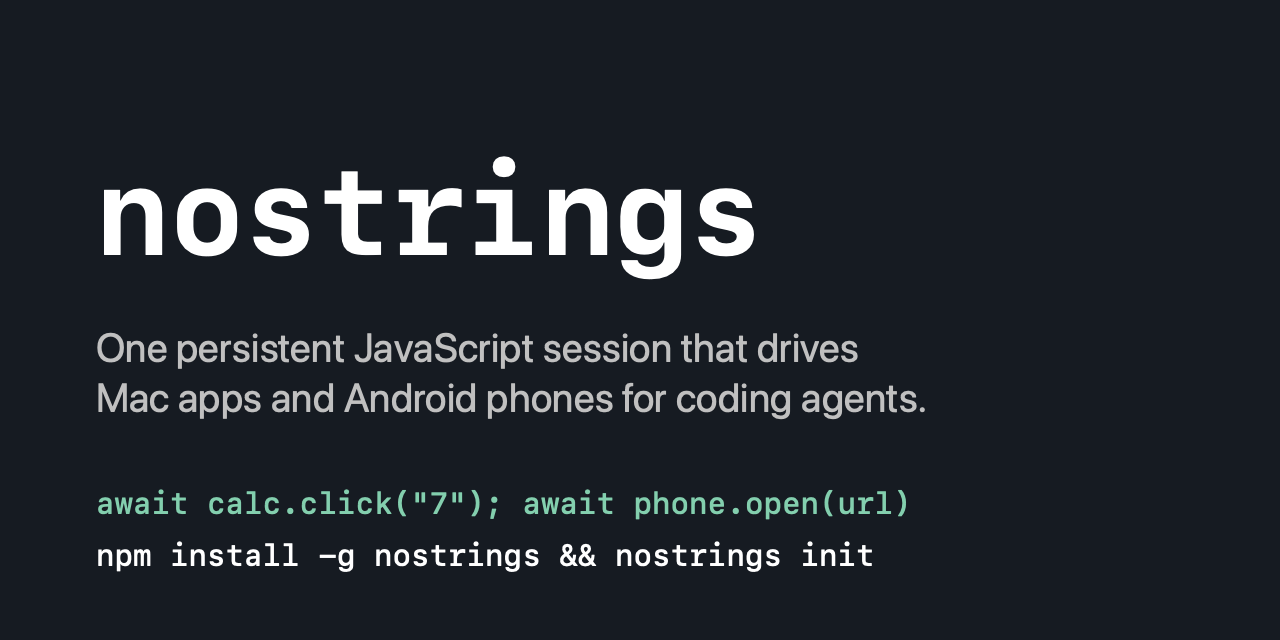 nostrings
One persistent JavaScript session that drives
Mac apps and Android phones for coding agents.
await calc.click("7"); await phone.open(url)
npm install -g nostrings && nostrings init